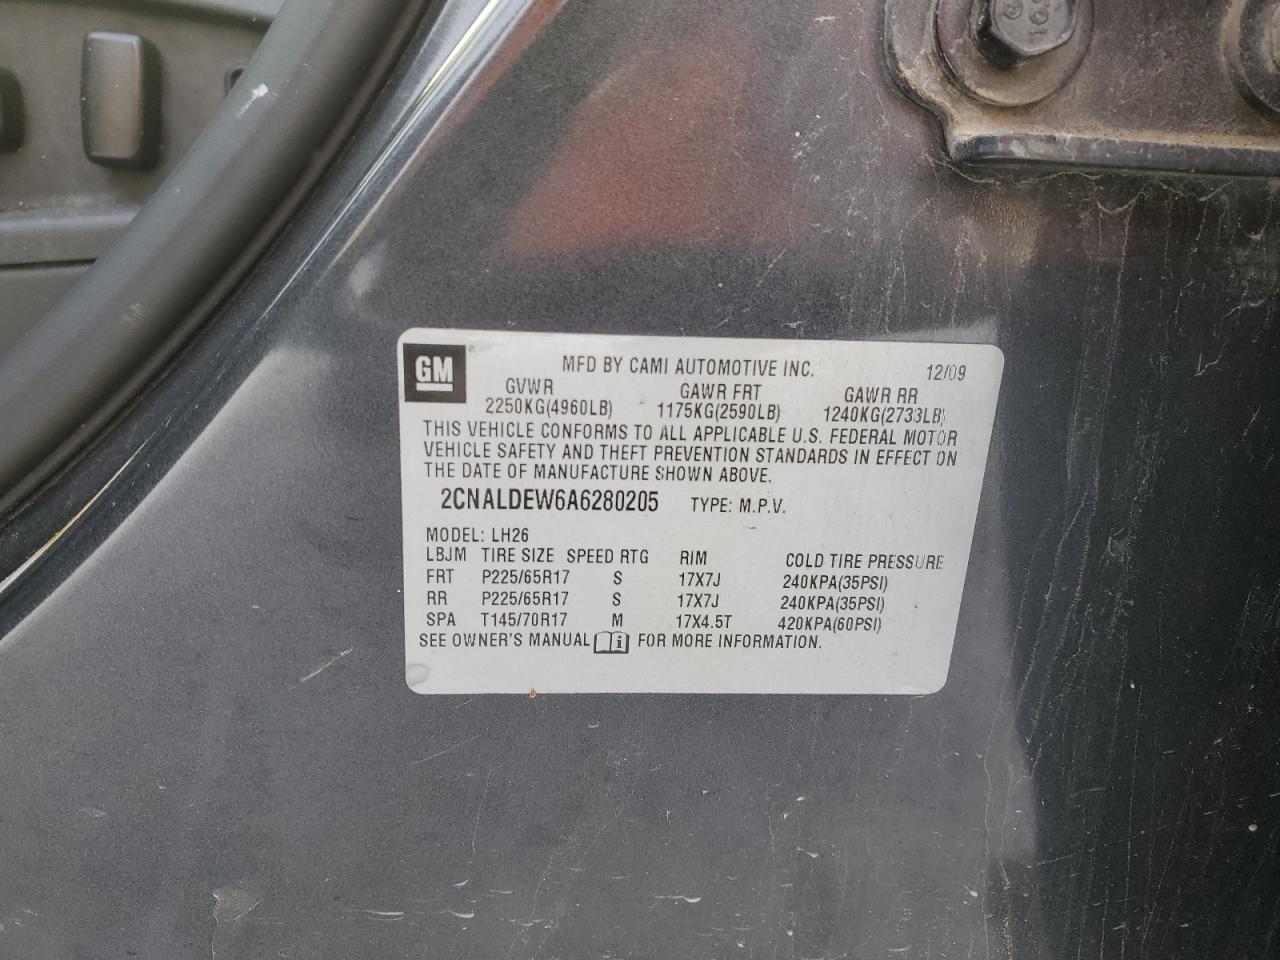 GM
MFD BY CAMI AUTOMOTIVE INC. 12/09
GVWR GAWR FRT GAWR RR
2250KG(4960LB) 1175KG(2590LB) 1240KG(2733LB)
THIS VEHICLE CONFORMS TO ALL APPLICABLE U.S. FEDERAL MOTOR
VEHICLE SAFETY AND THEFT PREVENTION STANDARDS IN EFFECT ON
THE DATE OF MANUFACTURE SHOWN ABOVE.
2CNALDEW6A6280205 TYPE: M.P.V.
MODEL: LH26
LBJM TIRE SIZE SPEED RTG RIM COLD TIRE PRESSURE
FRT P225/65R17 S 17X7J 240KPA(35PSI)
RR P225/65R17 S 17X7J 240KPA(35PSI)
SPA T145/70R17 M 17X4.5T 420KPA(60PSI)
SEE OWNER'S MANUAL FOR MORE INFORMATION.